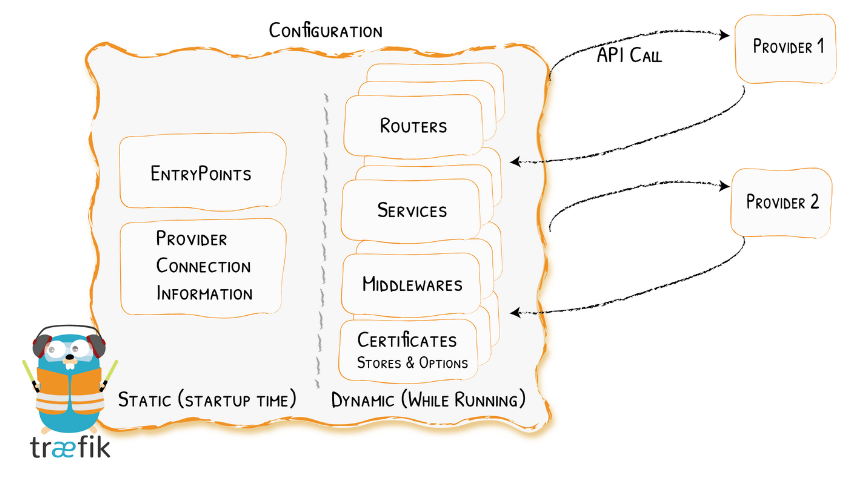 Configuration
API Call
Provider 1
Routers
EntryPoints
Services
Provider 2
Provider
Connection
Information
Middlewares
Certificates
Stores & Options
Static (startup time)
Dynamic (While Running)
træfik